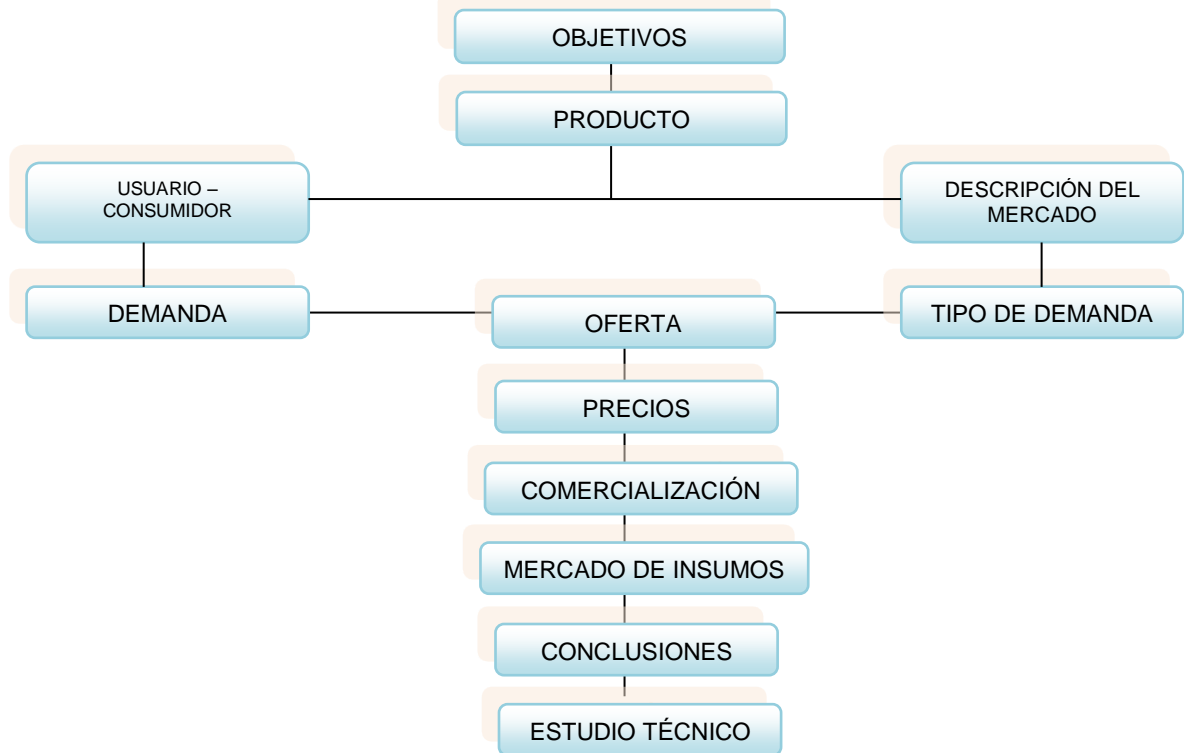 OBJETIVOS
PRODUCTO
USUARIO –
CONSUMIDOR
DESCRIPCIÓN DEL
MERCADO
DEMANDA
OFERTA
TIPO DE DEMANDA
PRECIOS
COMERCIALIZACIÓN
MERCADO DE INSUMOS
CONCLUSIONES
ESTUDIO TÉCNICO